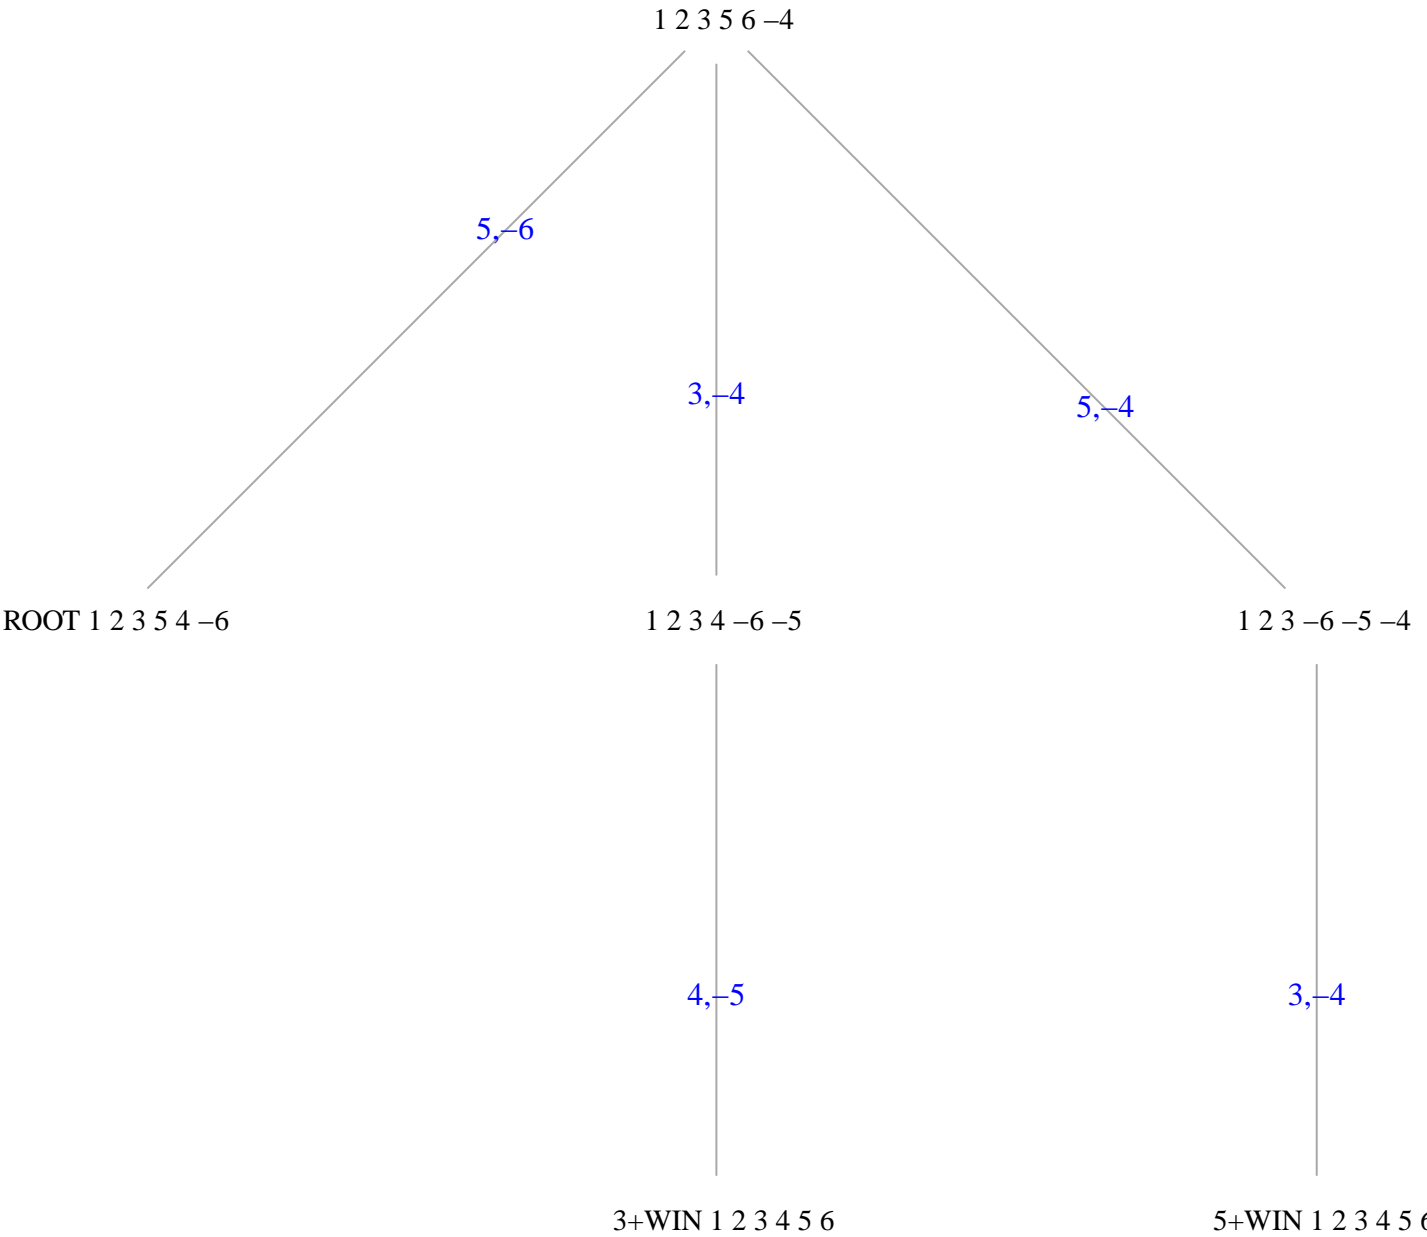 1 2 3 5 6 –4
5,–6
3,–4
5,–4
ROOT 1 2 3 5 4 –6
1 2 3 4 –6 –5
1 2 3 –6 –5 –4
4,–5
3,–4
3+WIN 1 2 3 4 5 6
5+WIN 1 2 3 4 5 6